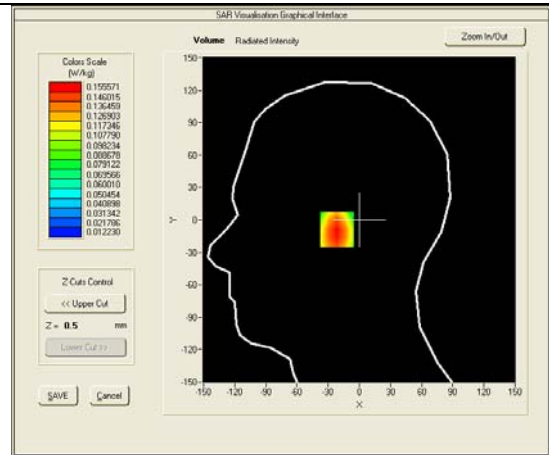 SAR Visualisation Graphical Interface
Volume Radiated Intensity
Zoom In/Out
Colors Scale
(W/kg)
0.155571
0.146015
0.136459
0.126903
0.117346
0.107790
0.098234
0.088678
0.079122
0.069566
0.060010
0.050454
0.040898
0.031342
0.021786
0.012230
Z Cuts Control
<< Upper Cut
Z = 0.5 mm
Lower Cut >>
SAVE Cancel
150-
120-
90-
60-
30-
0-
-30-
-60-
-90-
-120-
-150-
Y
-150 -120 -90 -60 -30 0 30 60 90 120 150
X